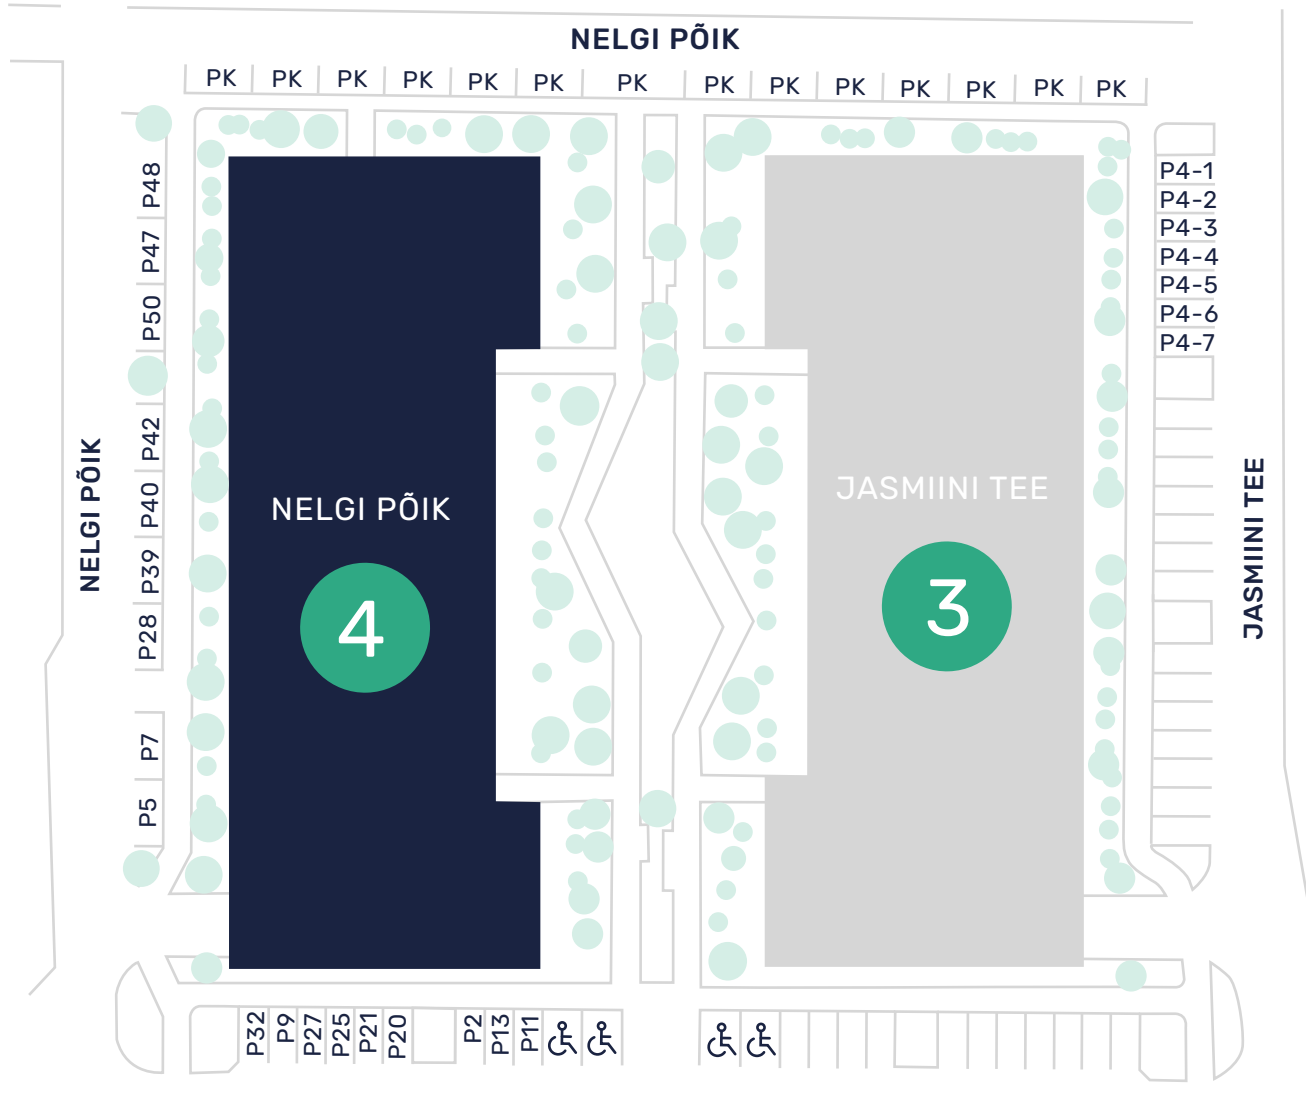 NELGI PÕIK
PK PK PK PK PK PK PK PK PK PK PK PK PK PK
P48
P47
P50
P42
P40
P39
P28
P7
P5
NELGI PÕIK
NELGI PÕIK
4
JASMIINI TEE
3
P4-1
P4-2
P4-3
P4-4
P4-5
P4-6
P4-7
JASMIINI TEE
P32 P9 P27 P25 P21 P20 P2 P13 P11